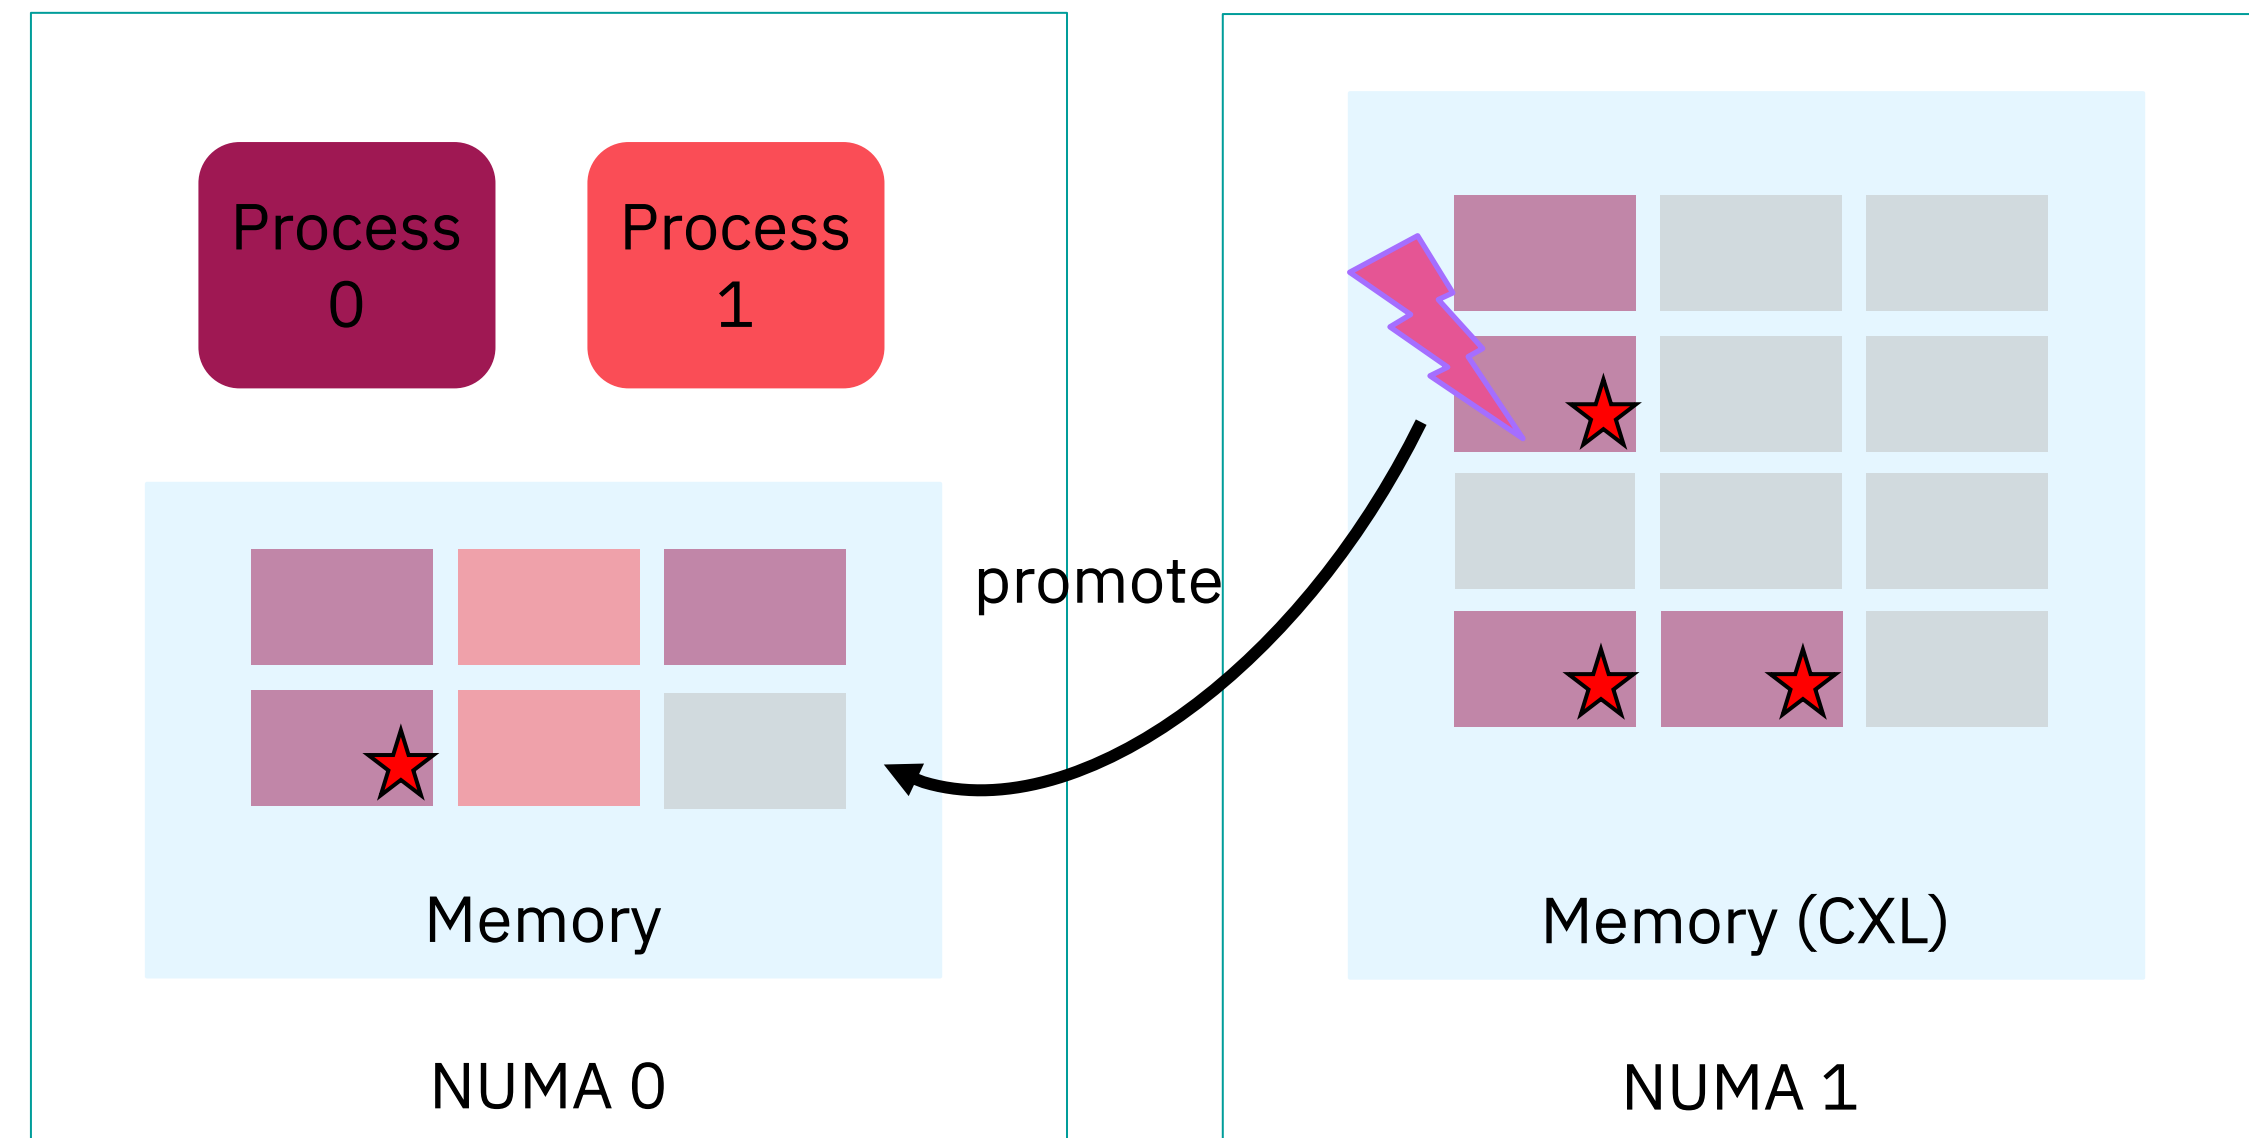 Process
0
Process
1
promote
Memory
Memory (CXL)
NUMA 0
NUMA 1